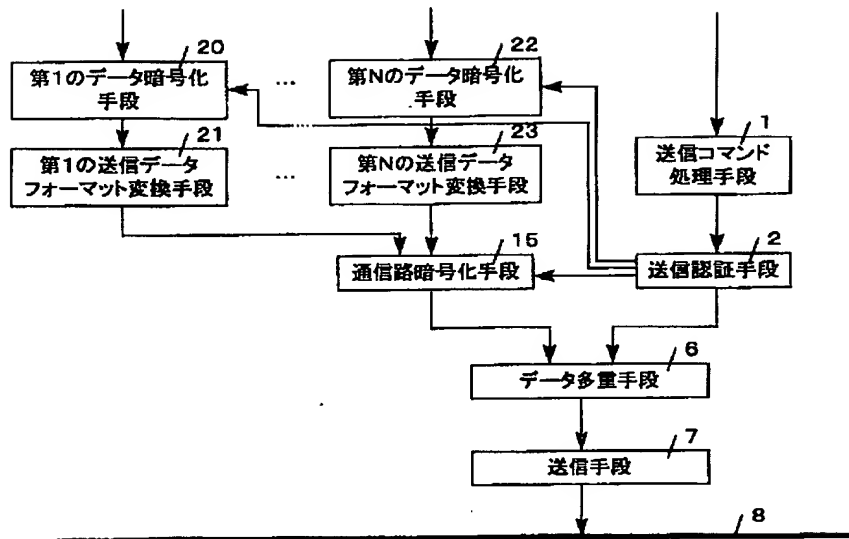 20
第1のデータ暗号化
手段
…
22
第Nのデータ暗号化
手段
21
第1の送信データ
フォーマット変換手段
…
23
第Nの送信データ
フォーマット変換手段
1
送信コマンド
処理手段
15
通信路暗号化手段
2
送信認証手段
6
データ多重手段
7
送信手段
8